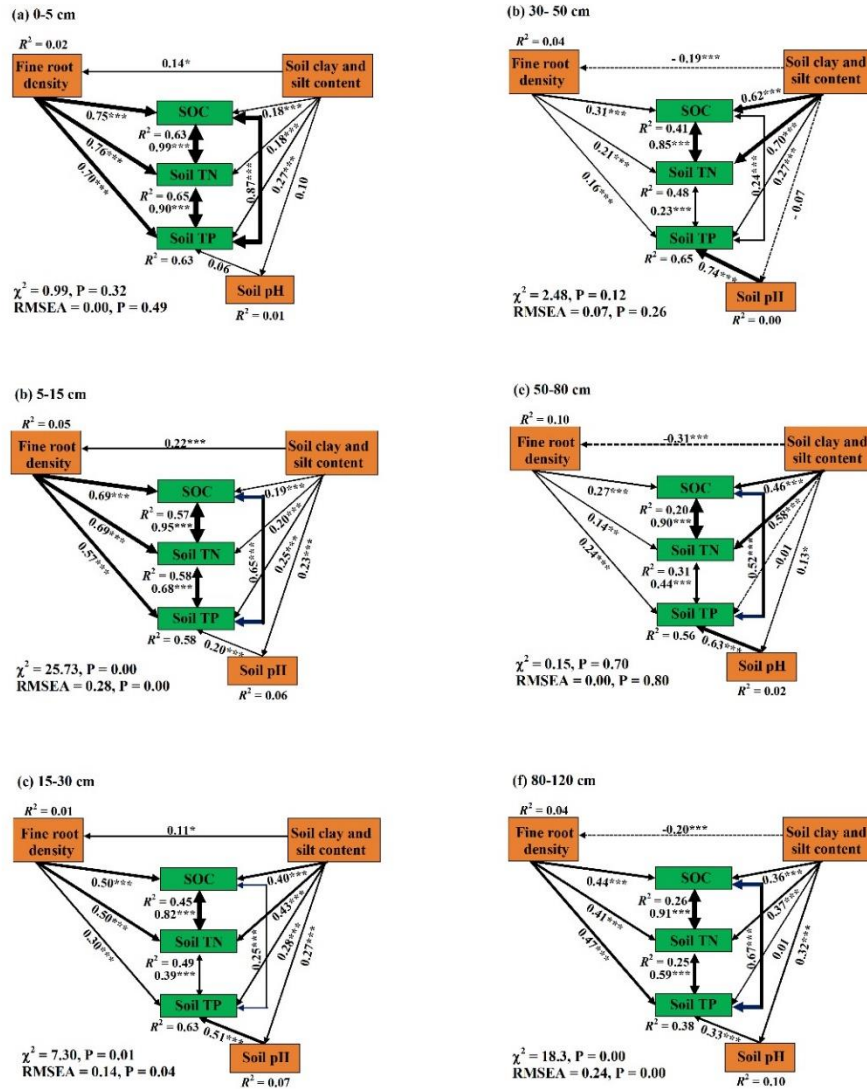 (a) 0-5 cm
R² = 0.02
Fine root density
0.14*
Soil clay and silt content
SOC
0.75***
0.18***
R² = 0.63
0.99***
0.76***
0.18***
Soil TN
0.70***
0.27***
0.87***
0.10
R² = 0.65
0.90***
Soil TP
R² = 0.63
0.06
Soil pH
R² = 0.01
χ² = 0.99, P = 0.32
RMSEA = 0.00, P = 0.49
(b) 30- 50 cm
R² = 0.04
Fine root density
- 0.19***
Soil clay and silt content
SOC
0.31***
0.62***
R² = 0.41
0.85***
0.21***
0.70***
Soil TN
0.16***
0.27***
0.24***
- 0.07
R² = 0.48
0.23***
Soil TP
R² = 0.65
0.74***
Soil pH
R² = 0.00
χ² = 2.48, P = 0.12
RMSEA = 0.07, P = 0.26
(b) 5-15 cm
R² = 0.05
Fine root density
0.22***
Soil clay and silt content
SOC
0.69***
0.19***
R² = 0.57
0.95***
0.69***
0.20***
Soil TN
0.57***
0.25***
0.65***
0.23***
R² = 0.58
0.68***
Soil TP
R² = 0.58
0.20***
Soil pH
R² = 0.06
χ² = 25.73, P = 0.00
RMSEA = 0.28, P = 0.00
(e) 50-80 cm
R² = 0.10
Fine root density
-0.31***
Soil clay and silt content
SOC
0.27***
0.46***
R² = 0.20
0.90***
0.14**
0.58***
Soil TN
0.24***
-0.01
0.52***
0.13*
R² = 0.31
0.44***
Soil TP
R² = 0.56
0.63***
Soil pH
R² = 0.02
χ² = 0.15, P = 0.70
RMSEA = 0.00, P = 0.80
(c) 15-30 cm
R² = 0.01
Fine root density
0.11*
Soil clay and silt content
SOC
0.50***
0.40***
R² = 0.45
0.82***
0.50***
0.43***
Soil TN
0.30***
0.28***
0.25***
0.27***
R² = 0.49
0.39***
Soil TP
R² = 0.63
0.51***
Soil pH
R² = 0.07
χ² = 7.30, P = 0.01
RMSEA = 0.14, P = 0.04
(f) 80-120 cm
R² = 0.04
Fine root density
-0.20***
Soil clay and silt content
SOC
0.44***
0.36***
R² = 0.26
0.91***
0.41***
0.37***
Soil TN
0.47***
0.01
0.67***
0.32***
R² = 0.25
0.59***
Soil TP
R² = 0.38
0.33***
Soil pH
R² = 0.10
χ² = 18.3, P = 0.00
RMSEA = 0.24, P = 0.00